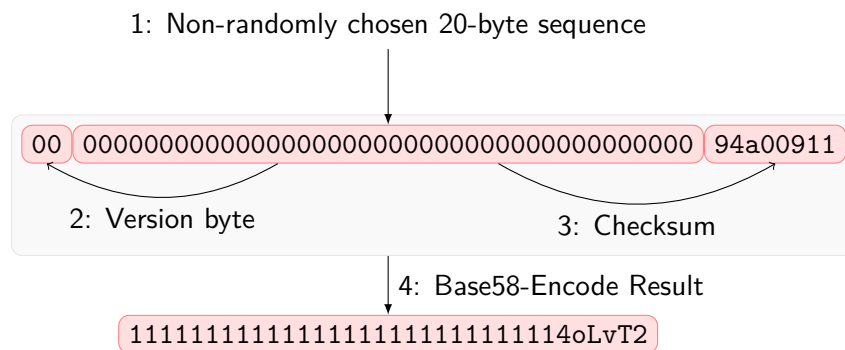 1: Non-randomly chosen 20-byte sequence
00 0000000000000000000000000000000000000000 94a00911
2: Version byte
3: Checksum
4: Base58-Encode Result
1111111111111111111114oLvT2